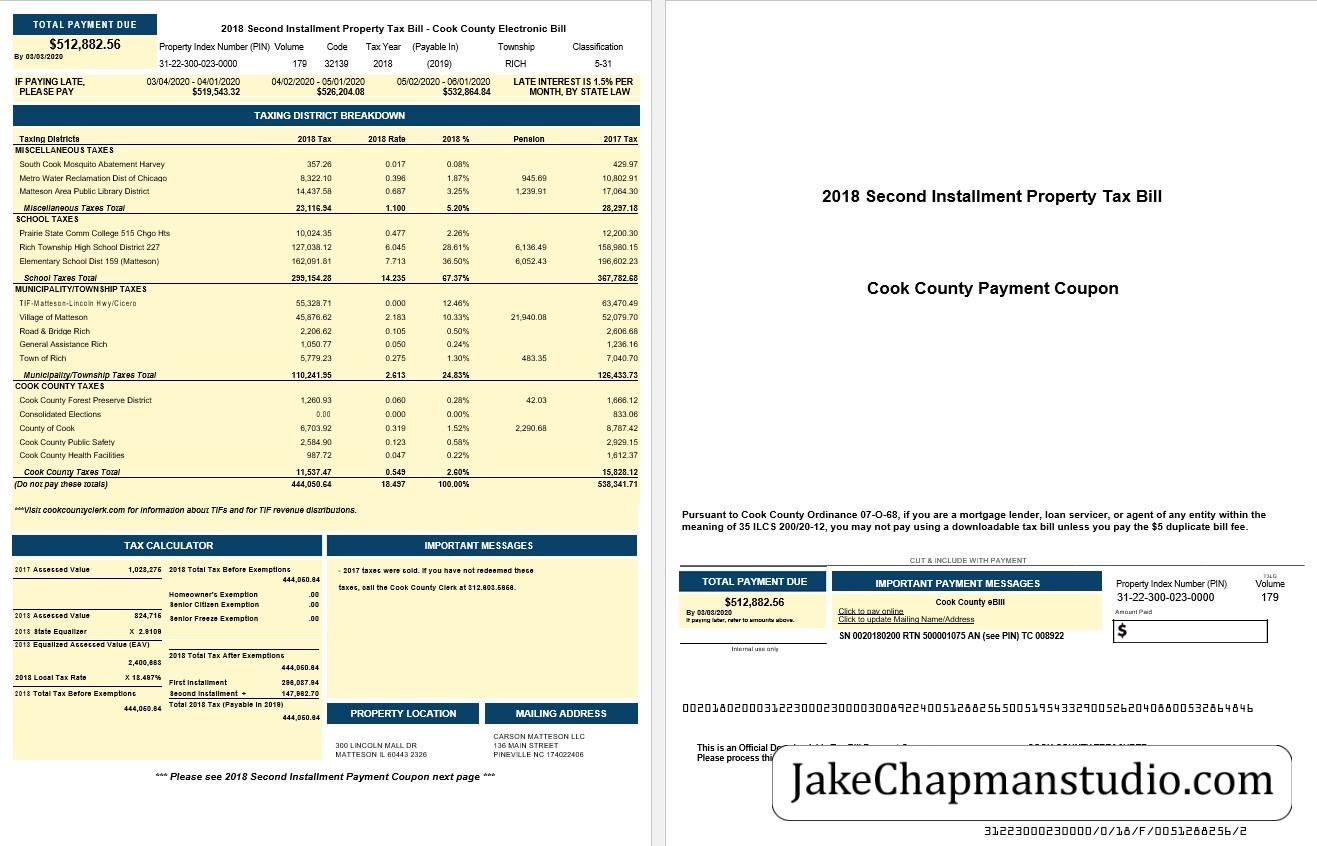 TOTAL PAYMENT DUE
$512,882.56
By 03/03/2020
2018 Second Installment Property Tax Bill - Cook County Electronic Bill
Property Index Number (PIN) Volume Code Tax Year (Payable In) Township Classification
31-22-300-023-0000 179 32139 2018 (2019) RICH 5-31
IF PAYING LATE, 03/04/2020 - 04/01/2020 04/02/2020 - 05/01/2020 05/02/2020 - 06/01/2020 LATE INTEREST IS 1.5% PER
PLEASE PAY $519,543.32 $526,204.08 $532,864.84 MONTH, BY STATE LAW
TAXING DISTRICT BREAKDOWN
Taxing Districts 2018 Tax 2018 Rate 2018 % Pension 2017 Tax
MISCELLANEOUS TAXES
South Cook Mosquito Abatement Harvey 357.26 0.017 0.08% 429.97
Metro Water Reclamation Dist of Chicago 8,322.10 0.396 1.87% 945.69 10,802.91
Matteson Area Public Library District 14,437.58 0.687 3.25% 1,239.91 17,064.30
Miscellaneous Taxes Total 23,116.94 1.100 5.20% 28,297.18
SCHOOL TAXES
Prairie State Comm College 515 Chgo Hts 10,024.35 0.477 2.26% 12,200.30
Rich Township High School District 227 127,038.12 6.045 28.61% 6,136.49 158,980.15
Elementary School Dist 159 (Matteson) 162,091.81 7.713 36.50% 6,052.43 196,602.23
School Taxes Total 299,154.28 14.235 67.37% 367,782.68
MUNICIPALITY/TOWNSHIP TAXES
TIF-Matteson-Lincoln Hwy/Cicero 55,328.71 0.000 12.46% 63,470.49
Village of Matteson 45,876.62 2.183 10.33% 21,940.08 52,079.70
Road & Bridge Rich 2,206.62 0.105 0.50% 2,606.68
General Assistance Rich 1,050.77 0.050 0.24% 1,236.16
Town of Rich 5,779.23 0.275 1.30% 483.35 7,040.70
Municipality/Township Taxes Total 110,241.95 2.613 24.83% 126,433.73
COOK COUNTY TAXES
Cook County Forest Preserve District 1,260.93 0.060 0.28% 42.03 1,666.12
Consolidated Elections 0.00 0.000 0.00% 833.06
County of Cook 6,703.92 0.319 1.52% 2,290.68 8,787.42
Cook County Public Safety 2,584.90 0.123 0.58% 2,929.15
Cook County Health Facilities 987.72 0.047 0.22% 1,612.37
Cook County Taxes Total 11,537.47 0.549 2.60% 15,828.12
(Do not pay these totals) 444,050.64 18.497 100.00% 538,341.71
***Visit cookcountyclerk.com for information about TIFs and for TIF revenue distributions.
TAX CALCULATOR
2017 Assessed Value 1,028,276
2018 Assessed Value 824,716
2018 State Equalizer X 2.9109
2018 Equalized Assessed Value (EAV)
2,400,663
2018 Local Tax Rate X 18.497%
2018 Total Tax Before Exemptions
444,050.64
2018 Total Tax Before Exemptions
444,050.64
Homeowner's Exemption .00
Senior Citizen Exemption .00
Senior Freeze Exemption .00
2018 Total Tax After Exemptions
444,050.64
First Installment 296,087.94
Second Installment + 147,962.70
Total 2018 Tax (Payable in 2019)
444,050.64
IMPORTANT MESSAGES
- 2017 taxes were sold. If you have not redeemed these
taxes, call the Cook County Clerk at 312.603.5656.
PROPERTY LOCATION
300 LINCOLN MALL DR
MATTESON IL 60443 2326
MAILING ADDRESS
CARSON MATTESON LLC
136 MAIN STREET
PINEVILLE NC 174022406
*** Please see 2018 Second Installment Payment Coupon next page ***
2018 Second Installment Property Tax Bill
Cook County Payment Coupon
Pursuant to Cook County Ordinance 07-O-68, if you are a mortgage lender, loan servicer, or agent of any entity within the
meaning of 35 ILCS 200/20-12, you may not pay using a downloadable tax bill unless you pay the $5 duplicate bill fee.
CUT & INCLUDE WITH PAYMENT
TOTAL PAYMENT DUE
$512,882.56
By 03/03/2020
If paying later, refer to amounts above.
Internal use only
IMPORTANT PAYMENT MESSAGES
Cook County eBill
Click to pay online
Click to update Mailing Name/Address
SN 0020180200 RTN 500001075 AN (see PIN) TC 008922
Property Index Number (PIN) Volume
31-22-300-023-0000 179
Amount Paid
$
00201802000312230002300003008922400512882565005195433290052620408800532864846
This is an Official
Please process
JakeChapmanstudio.com
31223000230000/0/18/F/0051288256/2